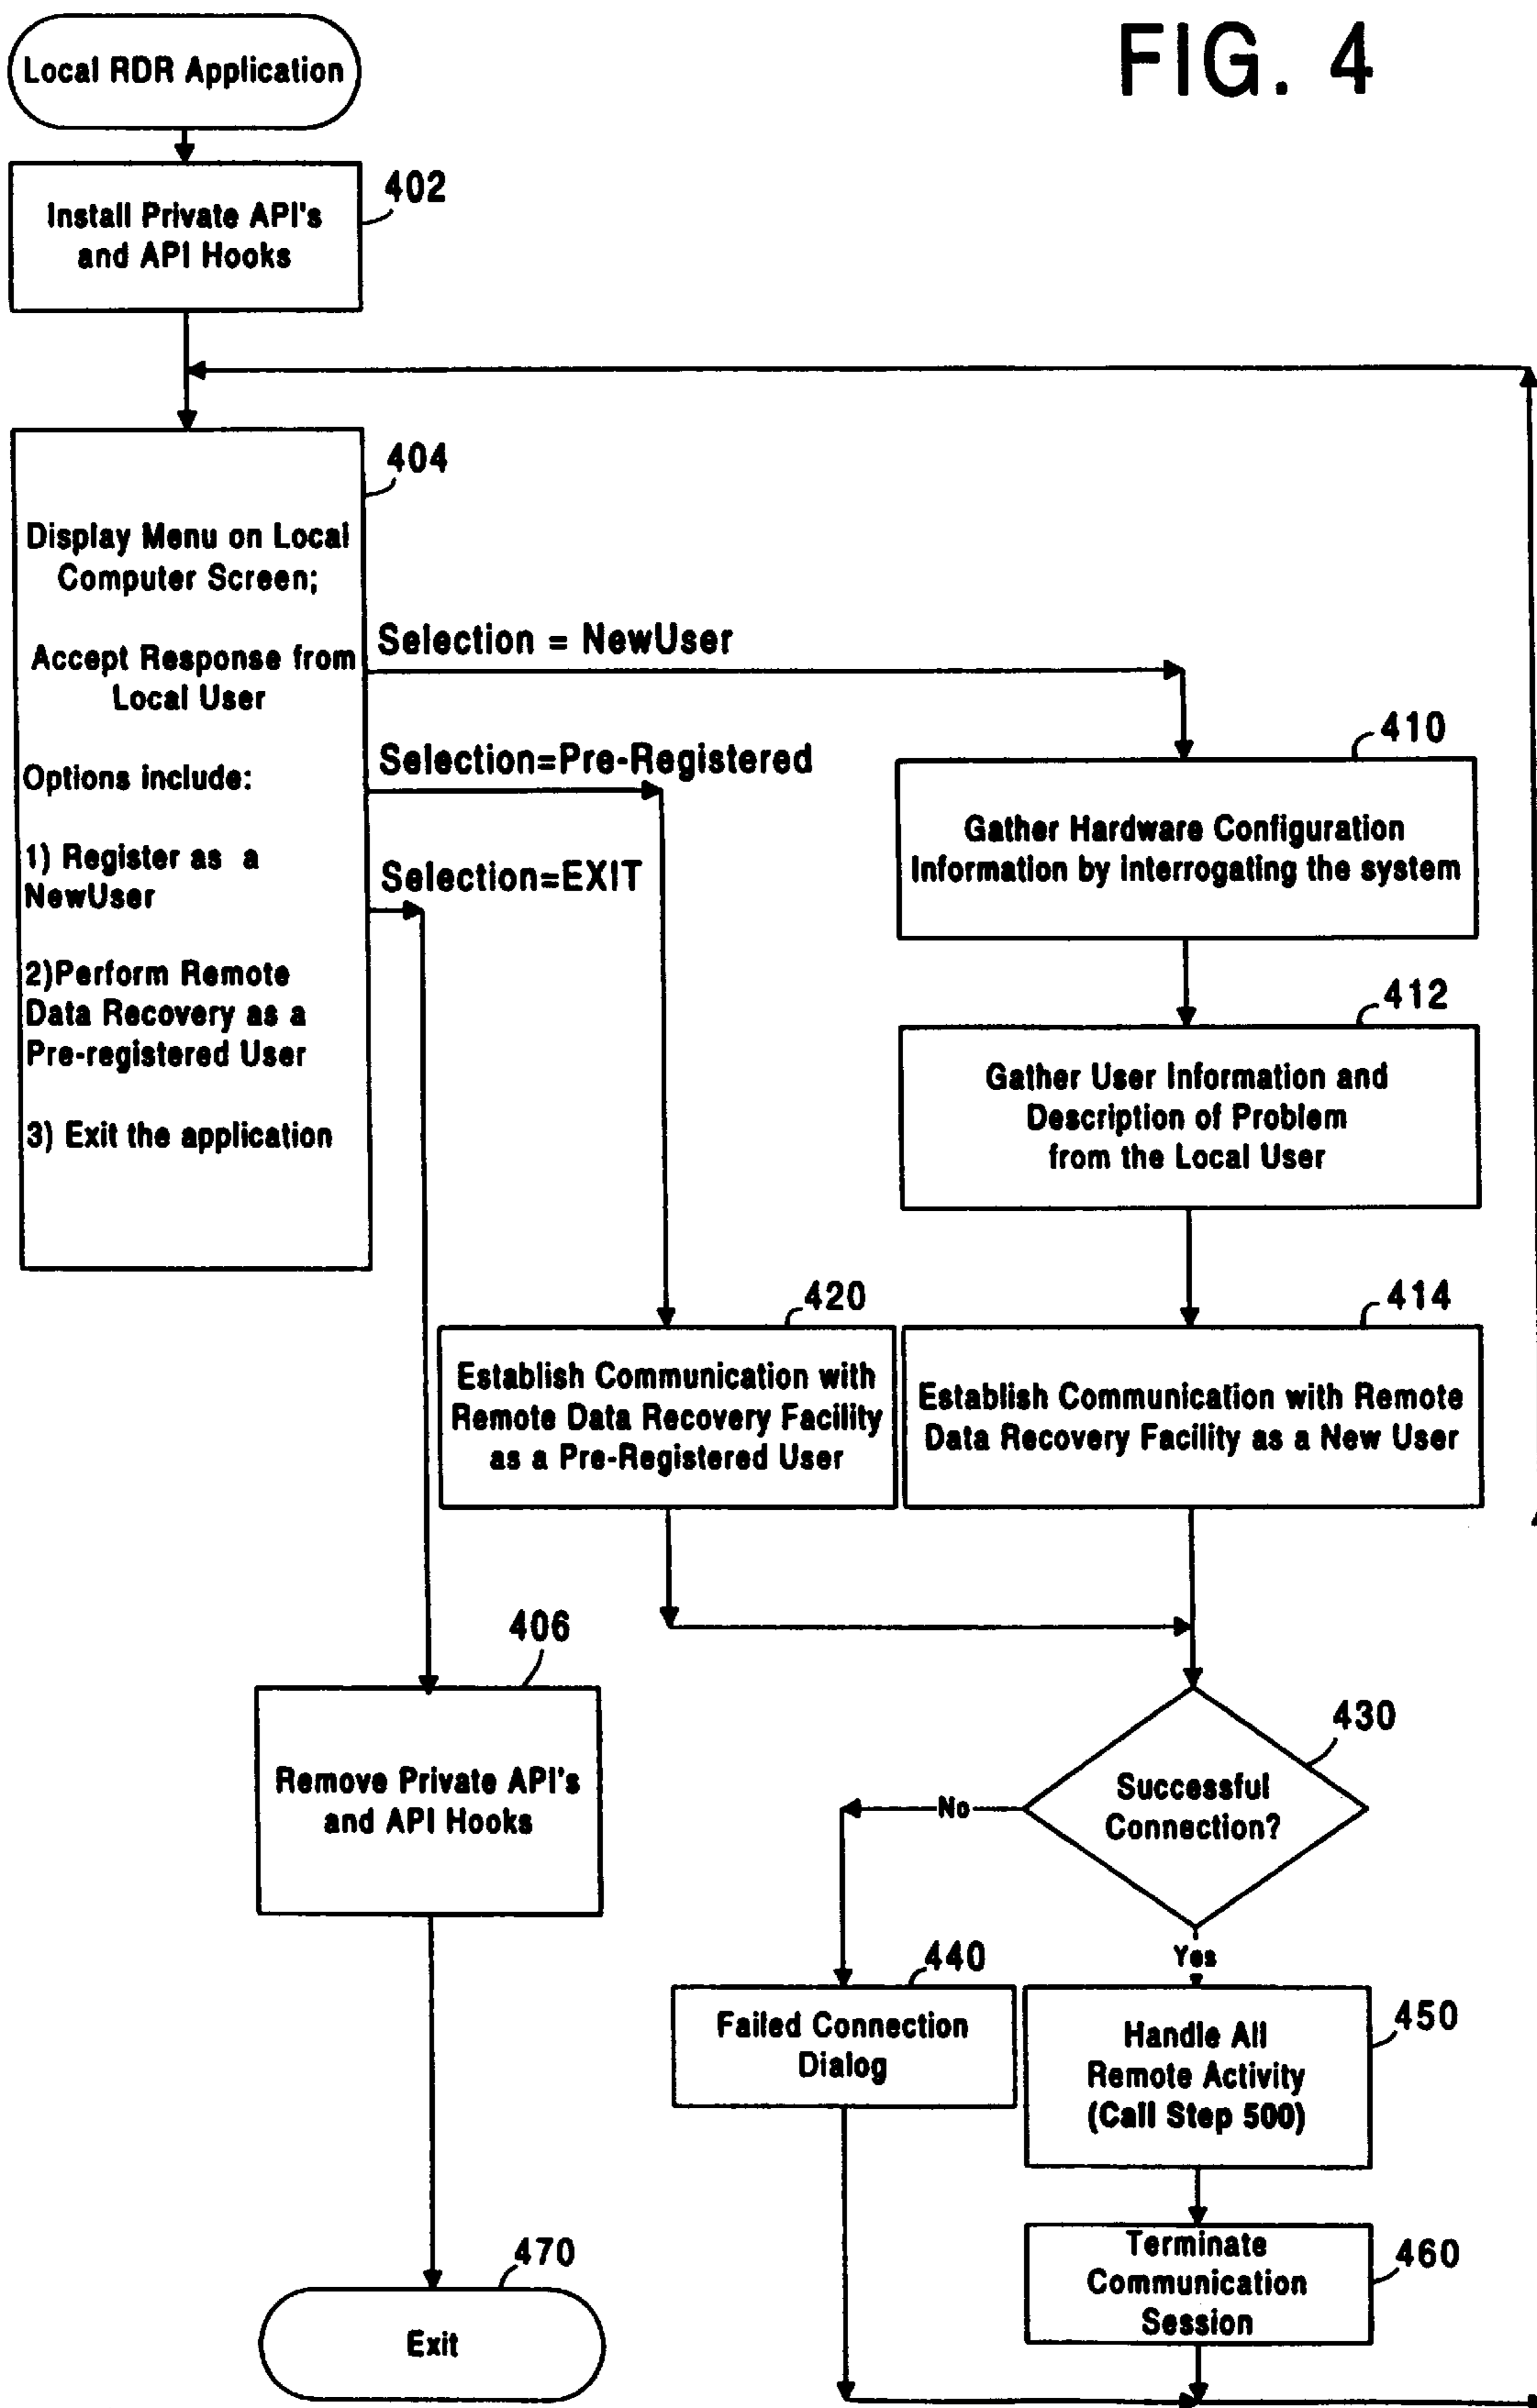 FIG. 4
Local RDR Application
402
Install Private API's
and API Hooks
404
Display Menu on Local
Computer Screen;
Accept Response from
Local User
Options include:
1) Register as a
NewUser
2)Perform Remote
Data Recovery as a
Pre-registered User
3) Exit the application
Selection = NewUser
Selection=Pre-Registered
Selection=EXIT
410
Gather Hardware Configuration
Information by interrogating the system
412
Gather User Information and
Description of Problem
from the Local User
420
Establish Communication with
Remote Data Recovery Facility
as a Pre-Registered User
414
Establish Communication with Remote
Data Recovery Facility as a New User
406
Remove Private API's
and API Hooks
430
Successful
Connection?
No
Yes
440
Failed Connection
Dialog
450
Handle All
Remote Activity
(Call Step 500)
460
Terminate
Communication
Session
470
Exit